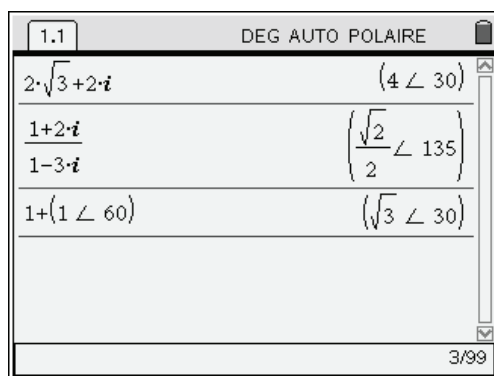 1.1 DEG AUTO POLAIRE
2·√3+2·i (4 ∠ 30)
(1+2·i)/(1−3·i) (√2/2 ∠ 135)
1+(1 ∠ 60) (√3 ∠ 30)
3/99